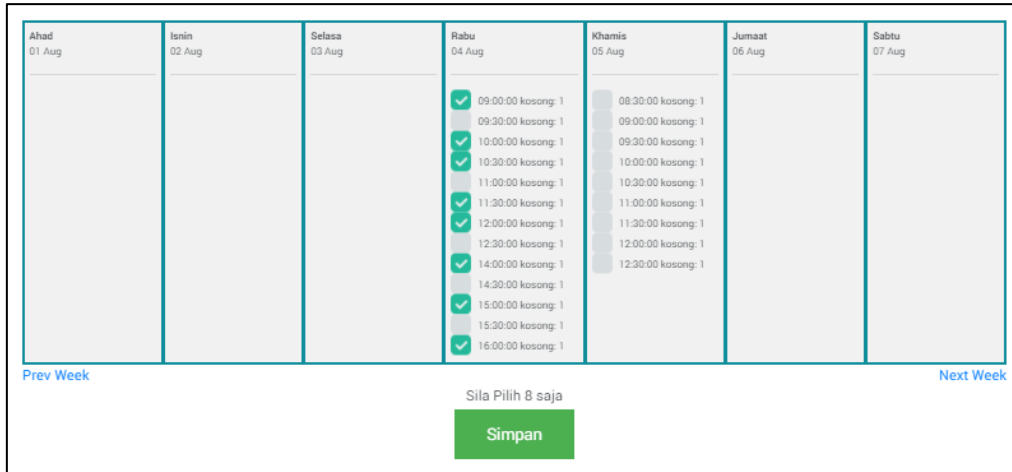 Ahad
01 Aug
Isnin
02 Aug
Selasa
03 Aug
Rabu
04 Aug
09:00:00 kosong: 1
09:30:00 kosong: 1
10:00:00 kosong: 1
10:30:00 kosong: 1
11:00:00 kosong: 1
11:30:00 kosong: 1
12:00:00 kosong: 1
12:30:00 kosong: 1
14:00:00 kosong: 1
14:30:00 kosong: 1
15:00:00 kosong: 1
15:30:00 kosong: 1
16:00:00 kosong: 1
Khamis
05 Aug
08:30:00 kosong: 1
09:00:00 kosong: 1
09:30:00 kosong: 1
10:00:00 kosong: 1
10:30:00 kosong: 1
11:00:00 kosong: 1
11:30:00 kosong: 1
12:00:00 kosong: 1
12:30:00 kosong: 1
Jumaat
06 Aug
Sabtu
07 Aug
Prev Week
Next Week
Sila Pilih 8 saja
Simpan